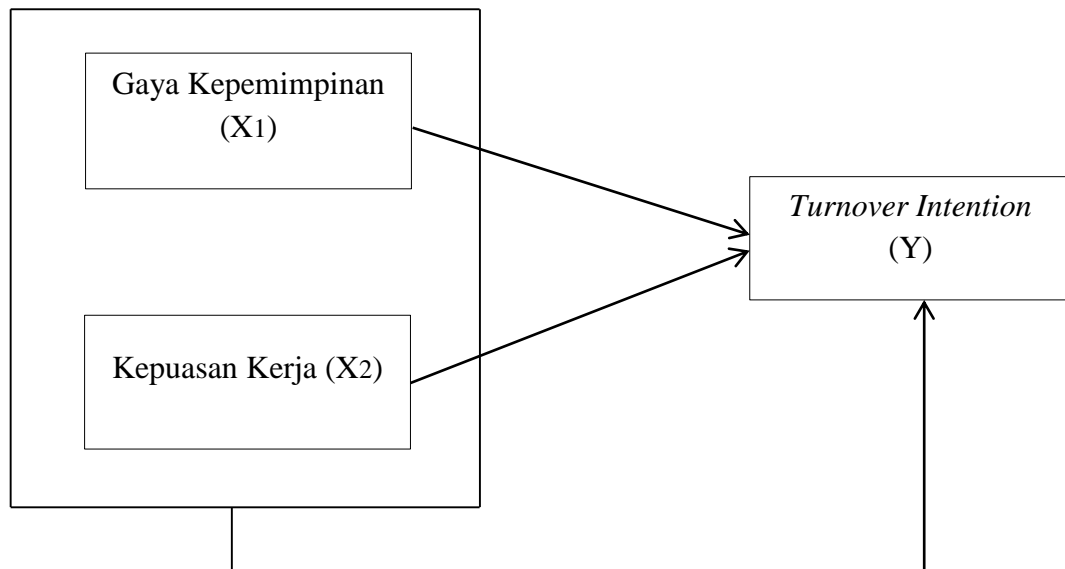 Gaya Kepemimpinan
(X1)
Turnover Intention
(Y)
Kepuasan Kerja (X2)